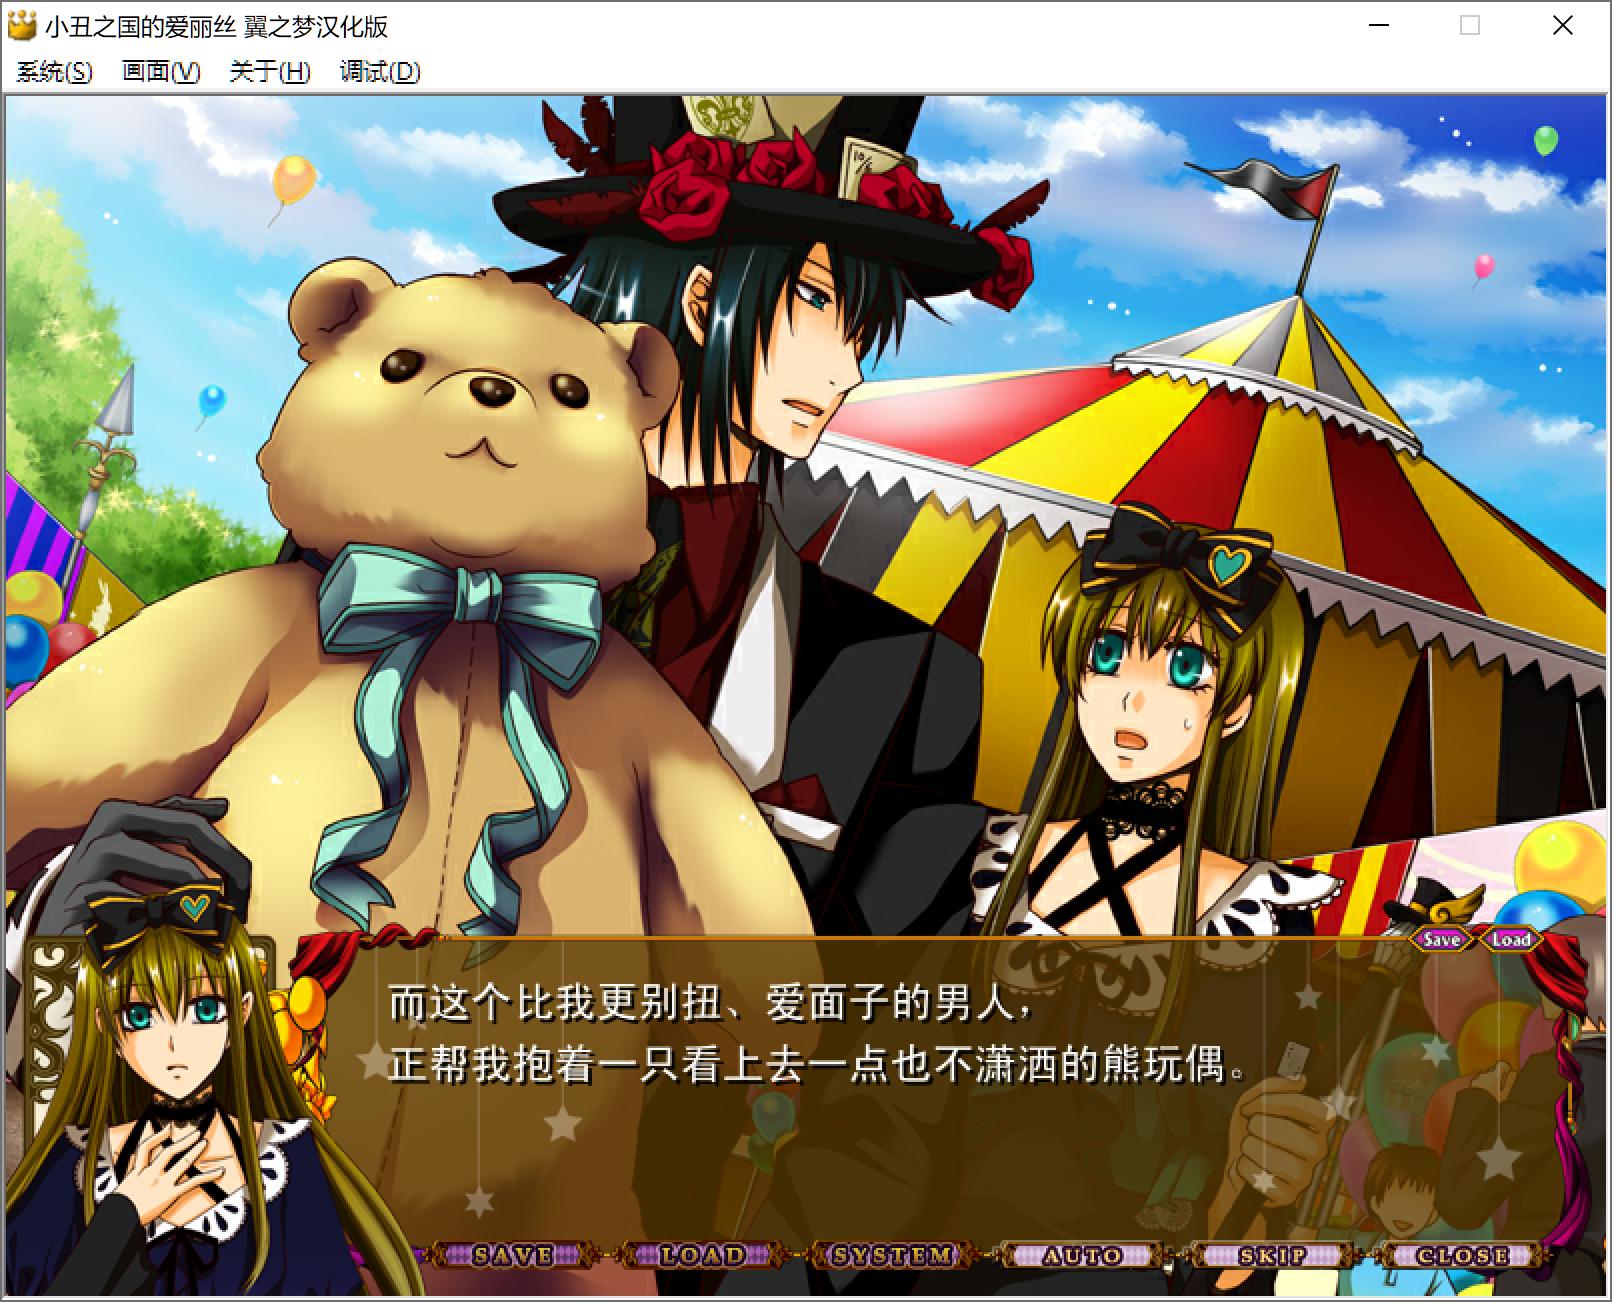 小丑之国的爱丽丝 翼之梦汉化版
系统(S) 画面(V) 关于(H) 调试(D)
Save Load
而这个比我更别扭、爱面子的男人，
正帮我抱着一只看上去一点也不潇洒的熊玩偶。
SAVE LOAD SYSTEM AUTO SKIP CLOSE